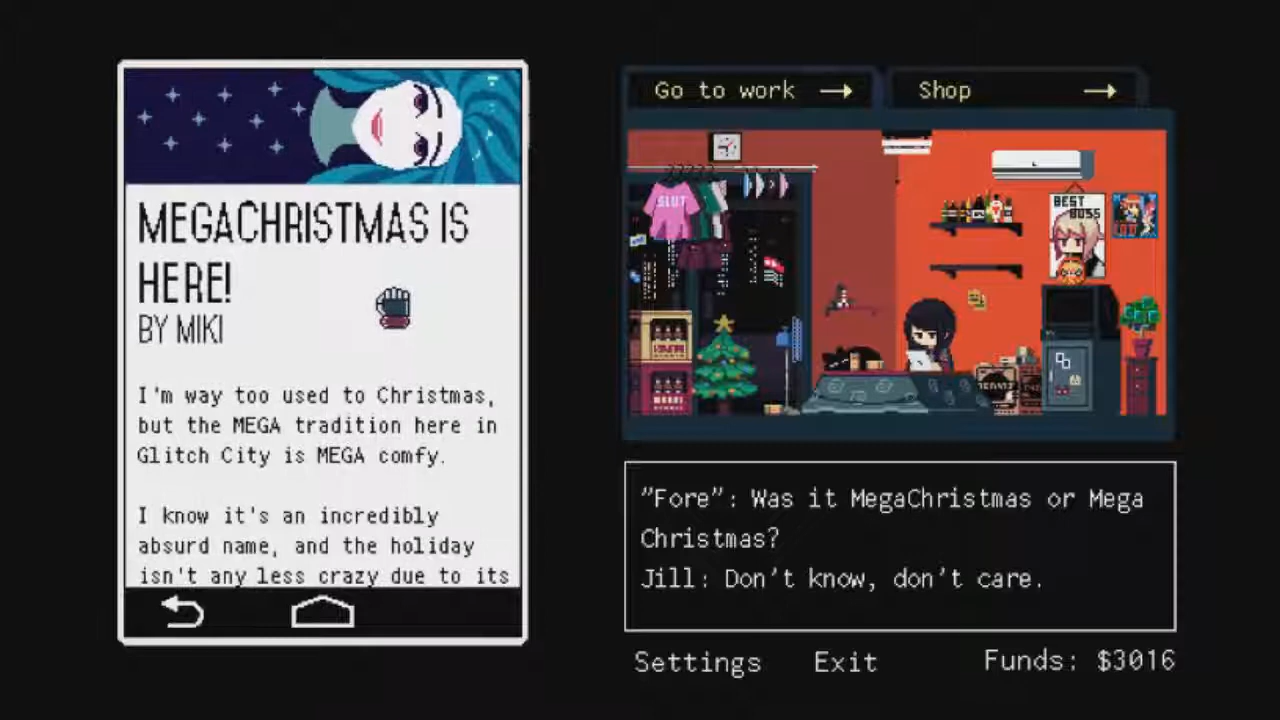 MEGACHRISTMAS IS
HERE!
BY MIKI
I'm way too used to Christmas,
but the MEGA tradition here in
Glitch City is MEGA comfy.
I know it's an incredibly
absurd name, and the holiday
isn't any less crazy due to its
Go to work
Shop
SLUT
BEST
BOSS
"Fore": Was it MegaChristmas or Mega
Christmas?
Jill: Don't know, don't care.
Settings Exit Funds: $3016